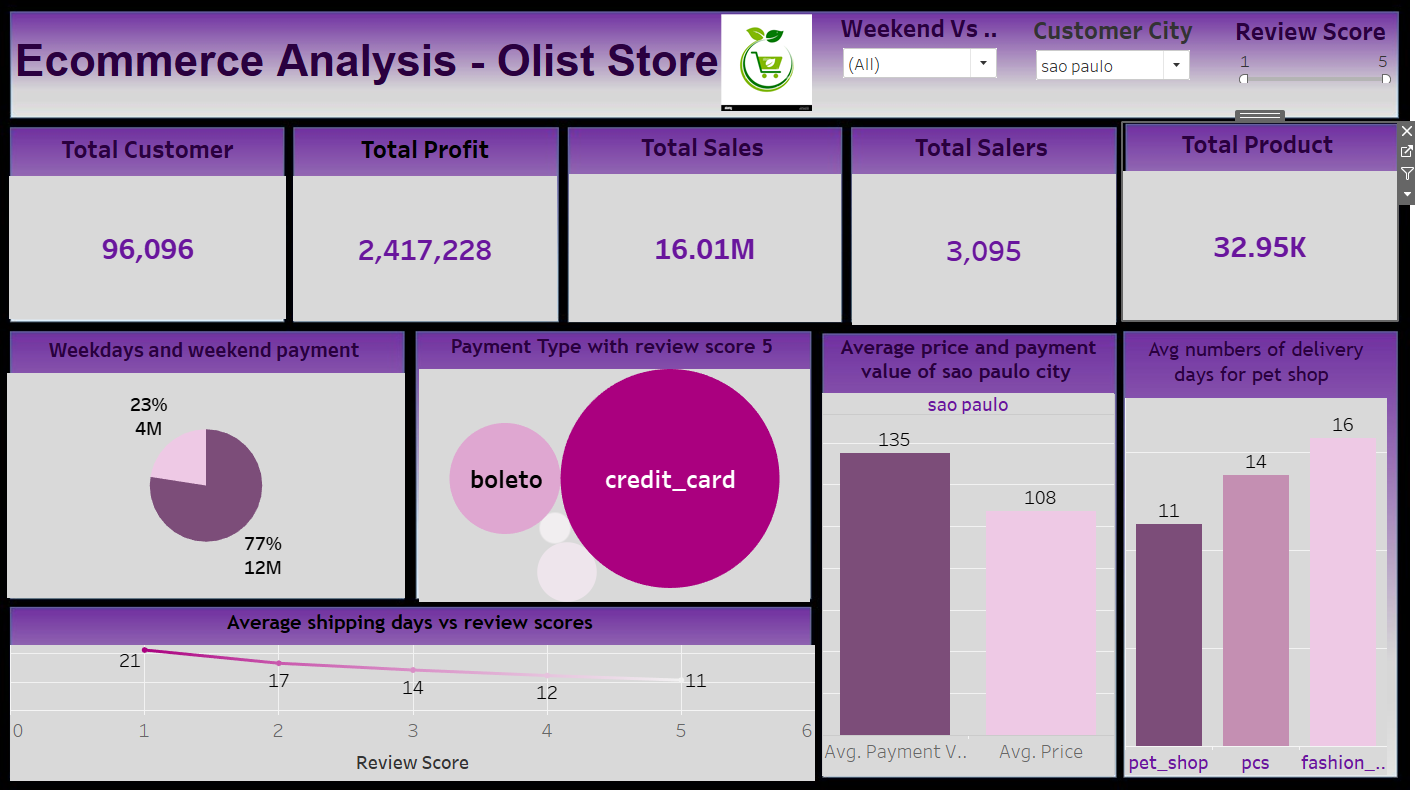 Ecommerce Analysis - Olist Store
Weekend Vs ..
(All)
Customer City
sao paulo
Review Score
1 5
Total Customer
96,096
Total Profit
2,417,228
Total Sales
16.01M
Total Salers
3,095
Total Product
32.95K
Weekdays and weekend payment
23%
4M
77%
12M
Payment Type with review score 5
boleto
credit_card
Average price and payment
value of sao paulo city
sao paulo
135
108
Avg. Payment V..
Avg. Price
Avg numbers of delivery
days for pet shop
11
14
16
pet_shop
pcs
fashion_..
Average shipping days vs review scores
21
17
14
12
11
0 1 2 3 4 5 6
Review Score